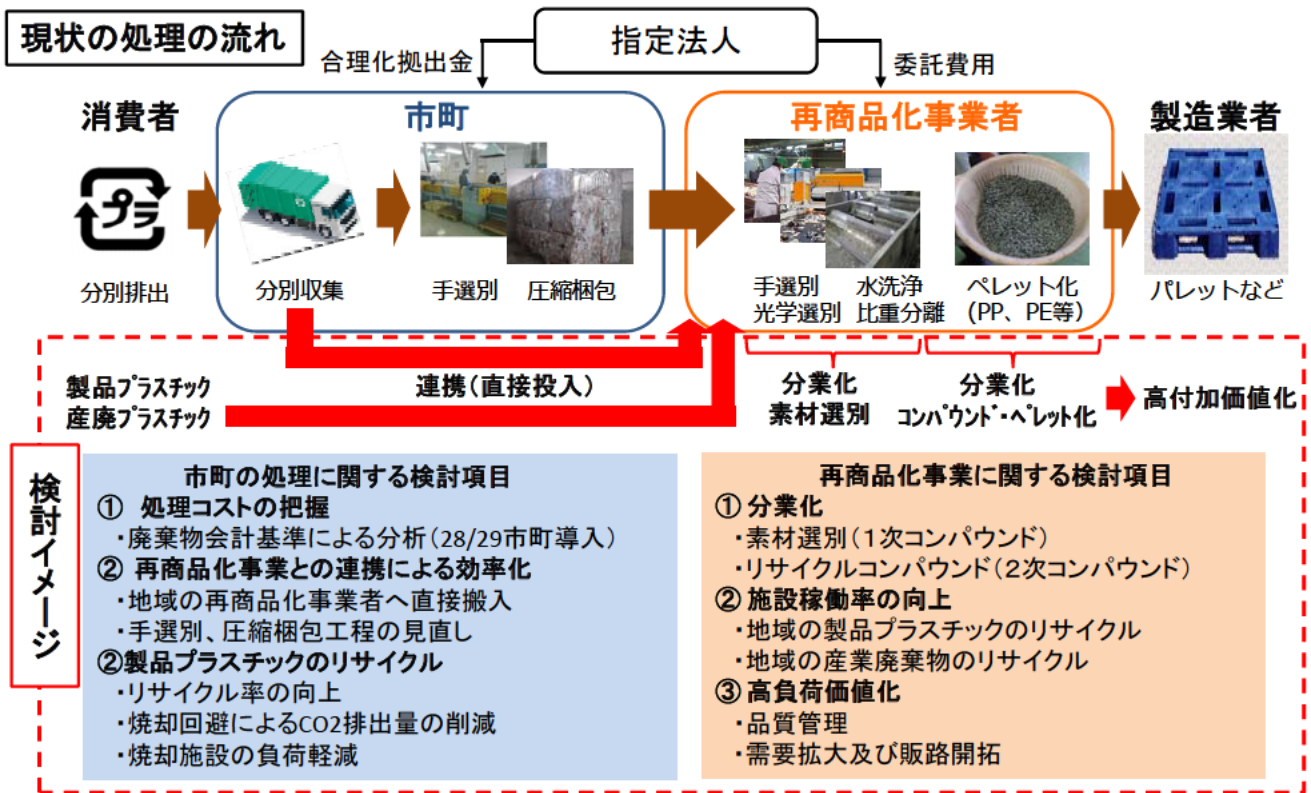 現状の処理の流れ
指定法人
合理化拠出金
委託費用
消費者
市町
再商品化事業者
製造業者
プラ
分別排出
分別収集
手選別
圧縮梱包
手選別
光学選別
水洗浄
比重分離
ペレット化
(PP、PE等)
パレットなど
製品プラスチック
産廃プラスチック
連携(直接投入)
分業化
素材選別
分業化
コンパウンド・ペレット化
高付加価値化
検討イメージ
市町の処理に関する検討項目
① 処理コストの把握
・廃棄物会計基準による分析(28/29市町導入)
② 再商品化事業との連携による効率化
・地域の再商品化事業者へ直接搬入
・手選別、圧縮梱包工程の見直し
②製品プラスチックのリサイクル
・リサイクル率の向上
・焼却回避によるCO2排出量の削減
・焼却施設の負荷軽減
再商品化事業に関する検討項目
① 分業化
・素材選別(1次コンパウンド)
・リサイクルコンパウンド(2次コンパウンド)
② 施設稼働率の向上
・地域の製品プラスチックのリサイクル
・地域の産業廃棄物のリサイクル
③ 高負荷価値化
・品質管理
・需要拡大及び販路開拓